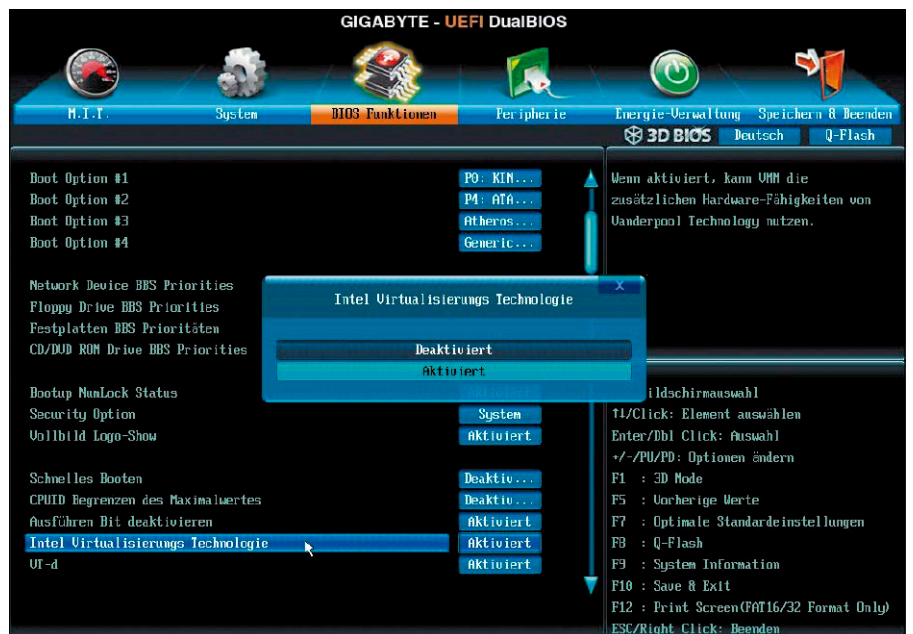 GIGABYTE - UEFI DualBIOS
M.I.T.
System
BIOS Funktionen
Peripherie
Energie-Verwaltung
Speichern & Beenden
3D BIOS
Deutsch
Q-Flash
Boot Option #1 P0: KIN...
Boot Option #2 P4: ATA...
Boot Option #3 Atheros...
Boot Option #4 Generic...
Network Device BBS Priorities
Floppy Drive BBS Priorities
Festplatten BBS Prioritäten
CD/DVD ROM Drive BBS Priorities
Bootup NumLock Status
Security Option System
Vollbild Logo-Show Aktiviert
Schnelles Booten Deaktiv...
CPUID Begrenzen des Maximalwertes Deaktiv...
Ausführen Bit deaktivieren Aktiviert
Intel Virtualisierungs Technologie Aktiviert
VT-d Aktiviert
Intel Virtualisierungs Technologie X
Deaktiviert
Aktiviert
Wenn aktiviert, kann VMM die
zusätzlichen Hardware-Fähigkeiten von
Vanderpool Technology nutzen.
ildschirmauswahl
↑↓/Click: Element auswählen
Enter/Dbl Click: Auswahl
+/-/PU/PD: Optionen ändern
F1 : 3D Mode
F5 : Vorherige Werte
F7 : Optimale Standardeinstellungen
F8 : Q-Flash
F9 : System Information
F10 : Save & Exit
F12 : Print Screen(FAT16/32 Format Only)
ESC/Right Click: Beenden